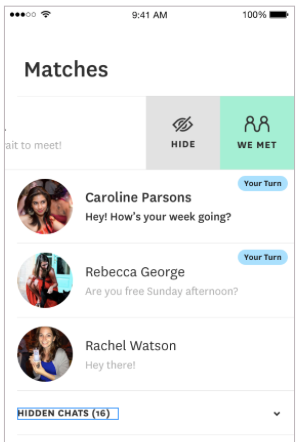 9:41 AM
100%
Matches
ait to meet!
HIDE
WE MET
Your Turn
Caroline Parsons
Hey! How's your week going?
Your Turn
Rebecca George
Are you free Sunday afternoon?
Rachel Watson
Hey there!
HIDDEN CHATS (16)